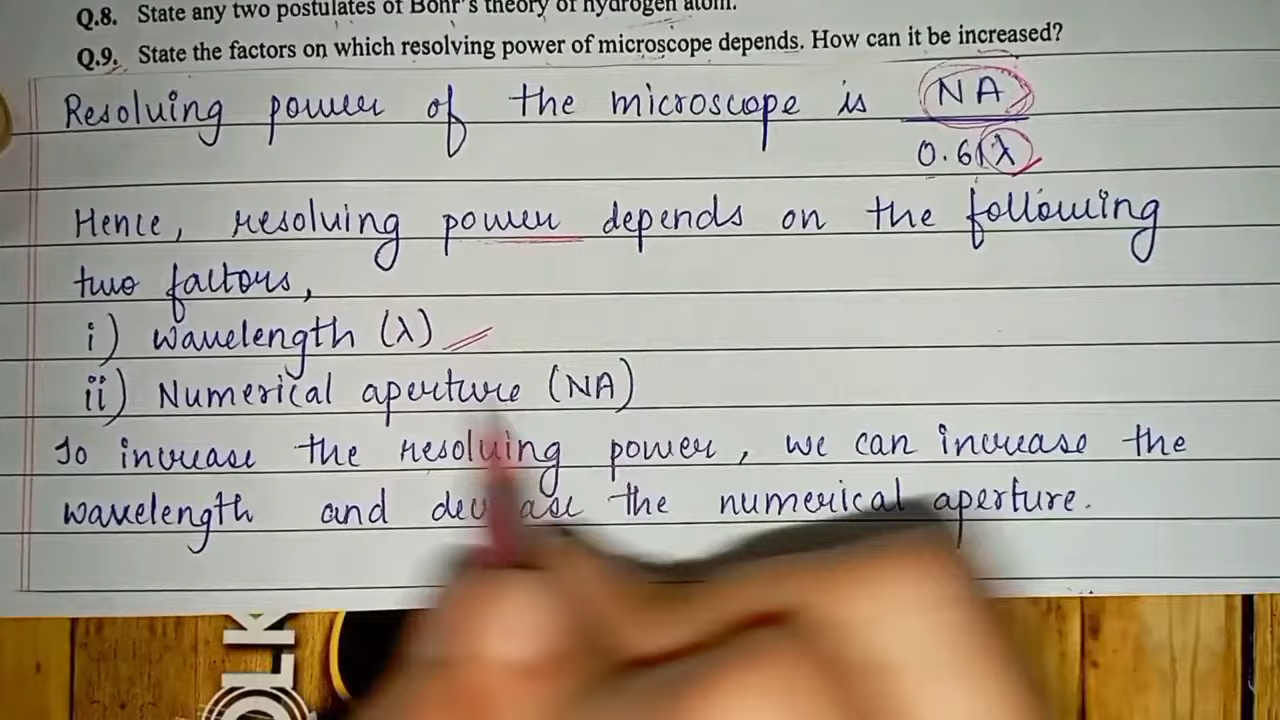 Q.8. State any two postulates of Bohr's theory of hydrogen atom.
Q.9. State the factors on which resolving power of microscope depends. How can it be increased?
Resolving power of the microscope is NA
0.61λ
Hence, resolving power depends on the following
two factors,
i) Wavelength (λ)
ii) Numerical aperture (NA)
To increase the resolving power, we can increase the
wavelength and decrease the numerical aperture.
OLK